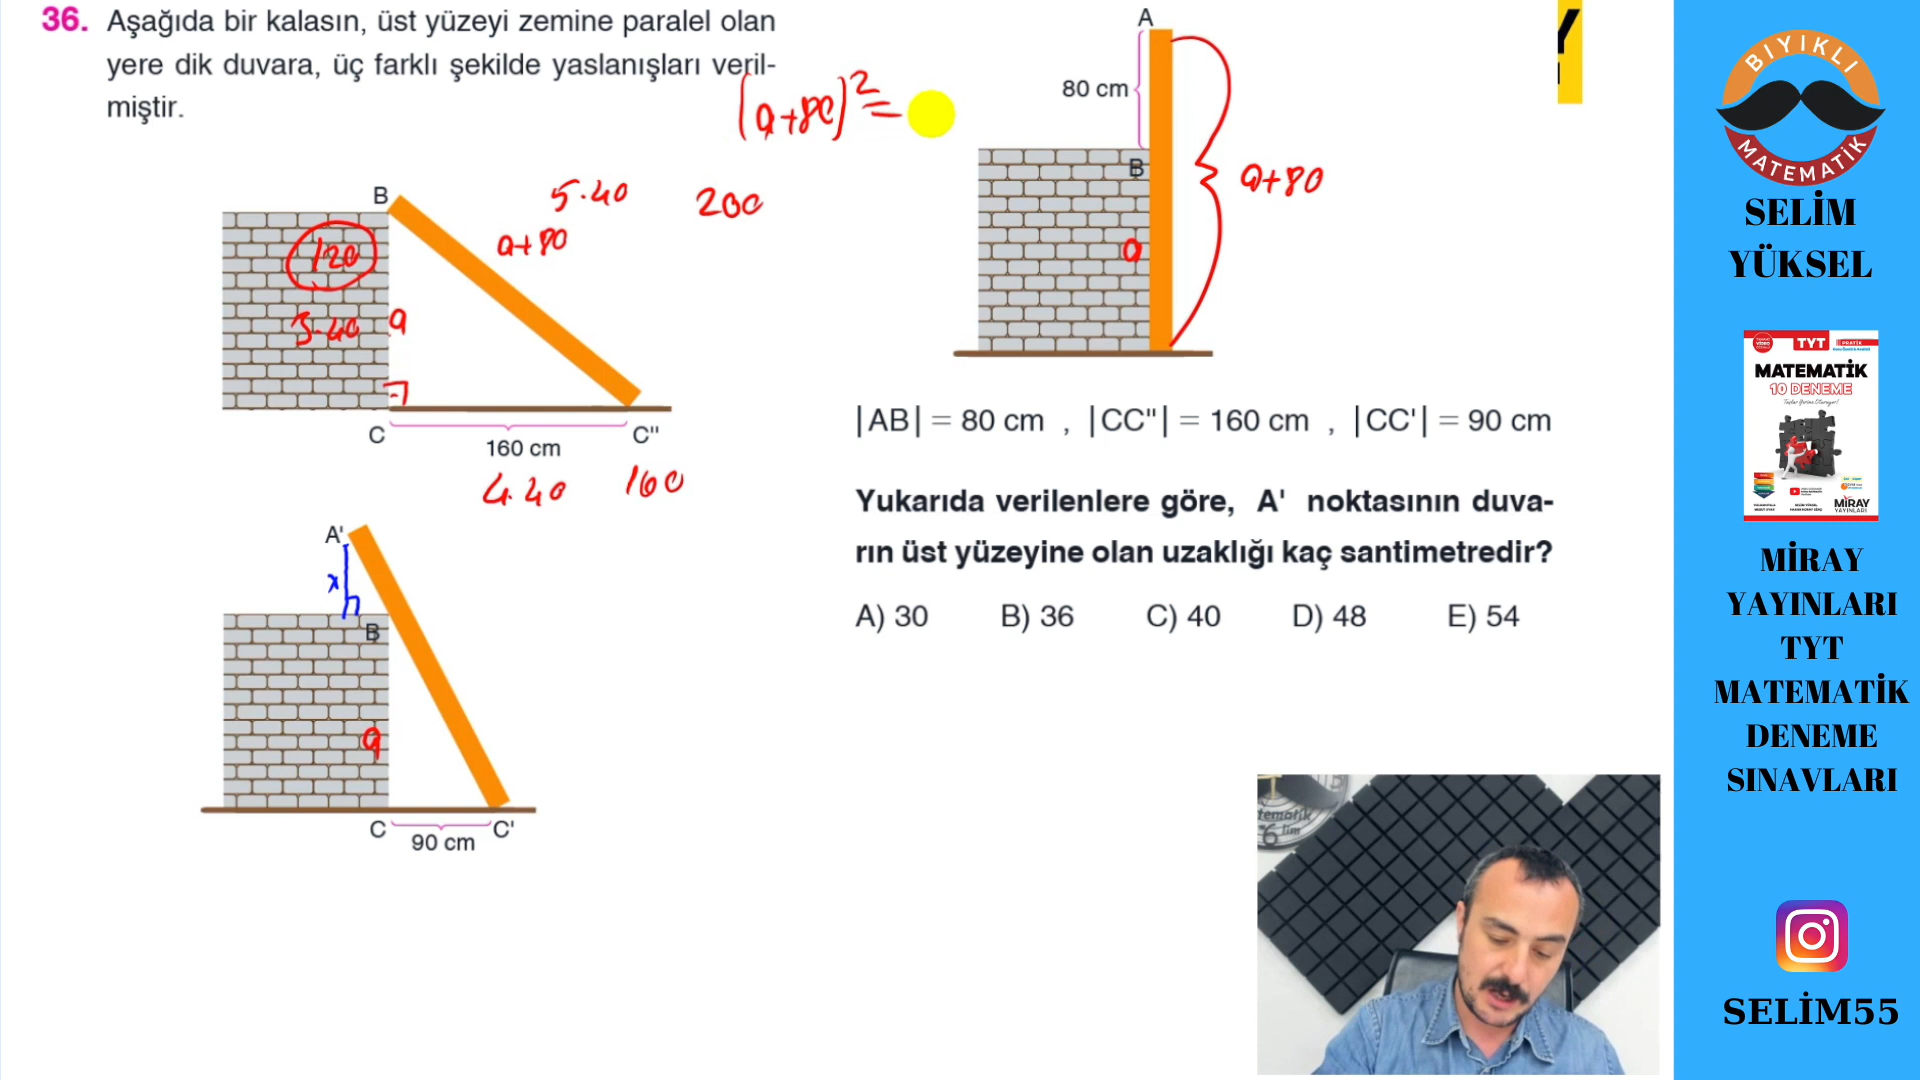 36. Aşağıda bir kalasın, üst yüzeyi zemine paralel olan
yere dik duvara, üç farklı şekilde yaslanışları veril-
miştir.
(a+80)² =
B
5.40
200
a+80
120
3.40
a
C
160 cm
C"
4.40
160
A'
x
B
a
C
90 cm
C'
A
80 cm
B
a+80
a
|AB| = 80 cm , |CC"| = 160 cm , |CC'| = 90 cm
Yukarıda verilenlere göre, A' noktasının duva-
rın üst yüzeyine olan uzaklığı kaç santimetredir?
A) 30 B) 36 C) 40 D) 48 E) 54
BIYIKLI
MATEMATİK
SELİM
YÜKSEL
TYT
PRATİK
MATEMATİK
10 DENEME
MİRAY
MİRAY
YAYINLARI
TYT
MATEMATİK
DENEME
SINAVLARI
SELİM55